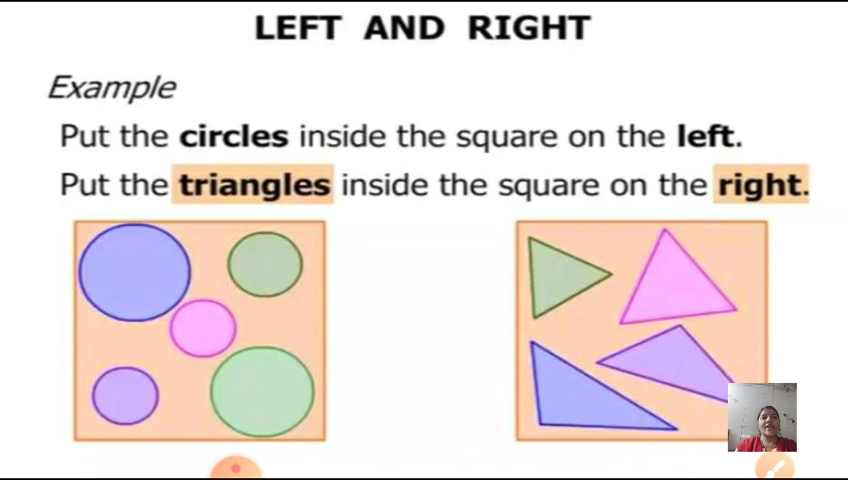 LEFT AND RIGHT
Example
Put the circles inside the square on the left.
Put the triangles inside the square on the right.